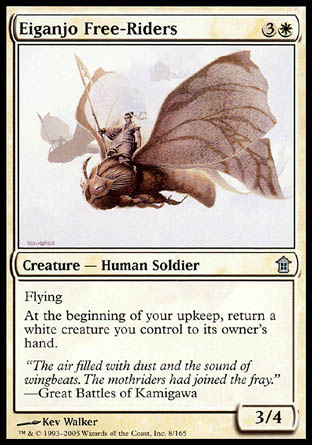 Eiganjo Free-Riders 3
Creature — Human Soldier
Flying
At the beginning of your upkeep, return a
white creature you control to its owner's
hand.
"The air filled with dust and the sound of
wingbeats. The mothriders had joined the fray."
—Great Battles of Kamigawa
Kev Walker
™ & © 1993–2005 Wizards of the Coast, Inc. 8/165
3/4